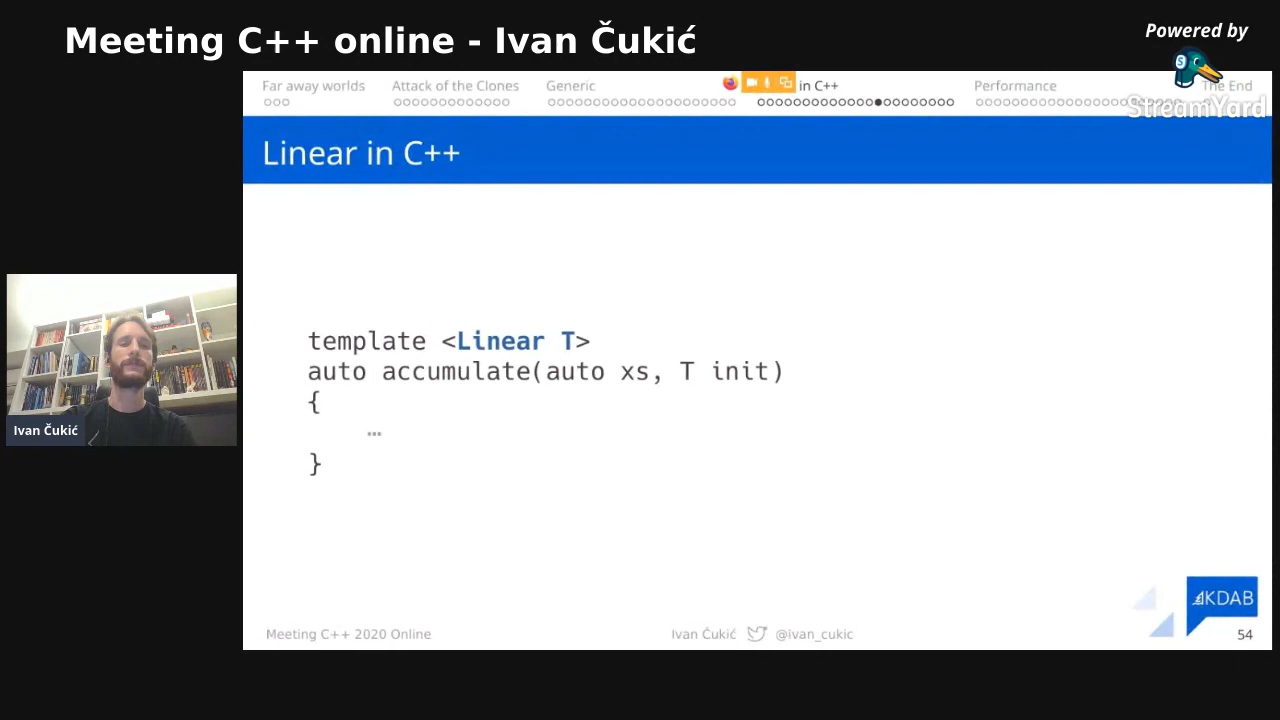 Meeting C++ online - Ivan Čukić
Powered by
StreamYard
Far away worlds Attack of the Clones Generic in C++ Performance The End
Linear in C++
template <Linear T>
auto accumulate(auto xs, T init)
{
…
}
Ivan Čukić
KDAB
Meeting C++ 2020 Online Ivan Čukić @ivan_cukic 54